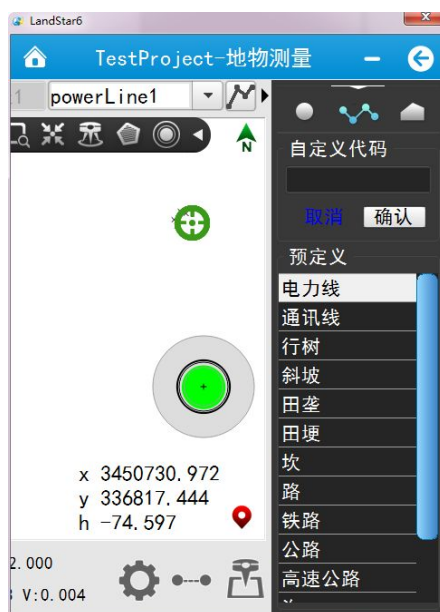 LandStar6
TestProject-地物测量
powerLine1
N
自定义代码
取消 确认
预定义
电力线
通讯线
行树
斜坡
田垄
田埂
坎
路
铁路
公路
高速公路
x 3450730.972
y 336817.444
h -74.597
2.000
V:0.004